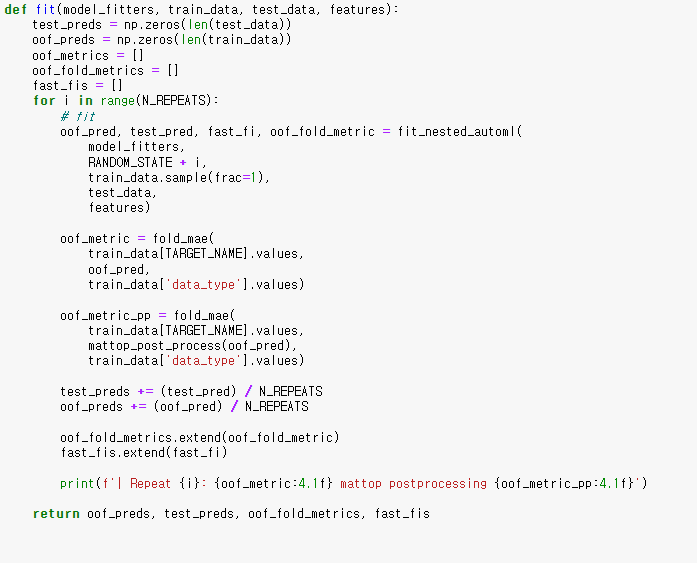 def fit(model_fitters, train_data, test_data, features):
    test_preds = np.zeros(len(test_data))
    oof_preds = np.zeros(len(train_data))
    oof_metrics = []
    oof_fold_metrics = []
    fast_fis = []
    for i in range(N_REPEATS):
        # fit
        oof_pred, test_pred, fast_fi, oof_fold_metric = fit_nested_automl(
            model_fitters,
            RANDOM_STATE + i,
            train_data.sample(frac=1),
            test_data,
            features)

        oof_metric = fold_mae(
            train_data[TARGET_NAME].values,
            oof_pred,
            train_data['data_type'].values)

        oof_metric_pp = fold_mae(
            train_data[TARGET_NAME].values,
            mattop_post_process(oof_pred),
            train_data['data_type'].values)

        test_preds += (test_pred) / N_REPEATS
        oof_preds += (oof_pred) / N_REPEATS

        oof_fold_metrics.extend(oof_fold_metric)
        fast_fis.extend(fast_fi)

        print(f'| Repeat {i}: {oof_metric:4.1f} mattop postprocessing {oof_metric_pp:4.1f}')

    return oof_preds, test_preds, oof_fold_metrics, fast_fis